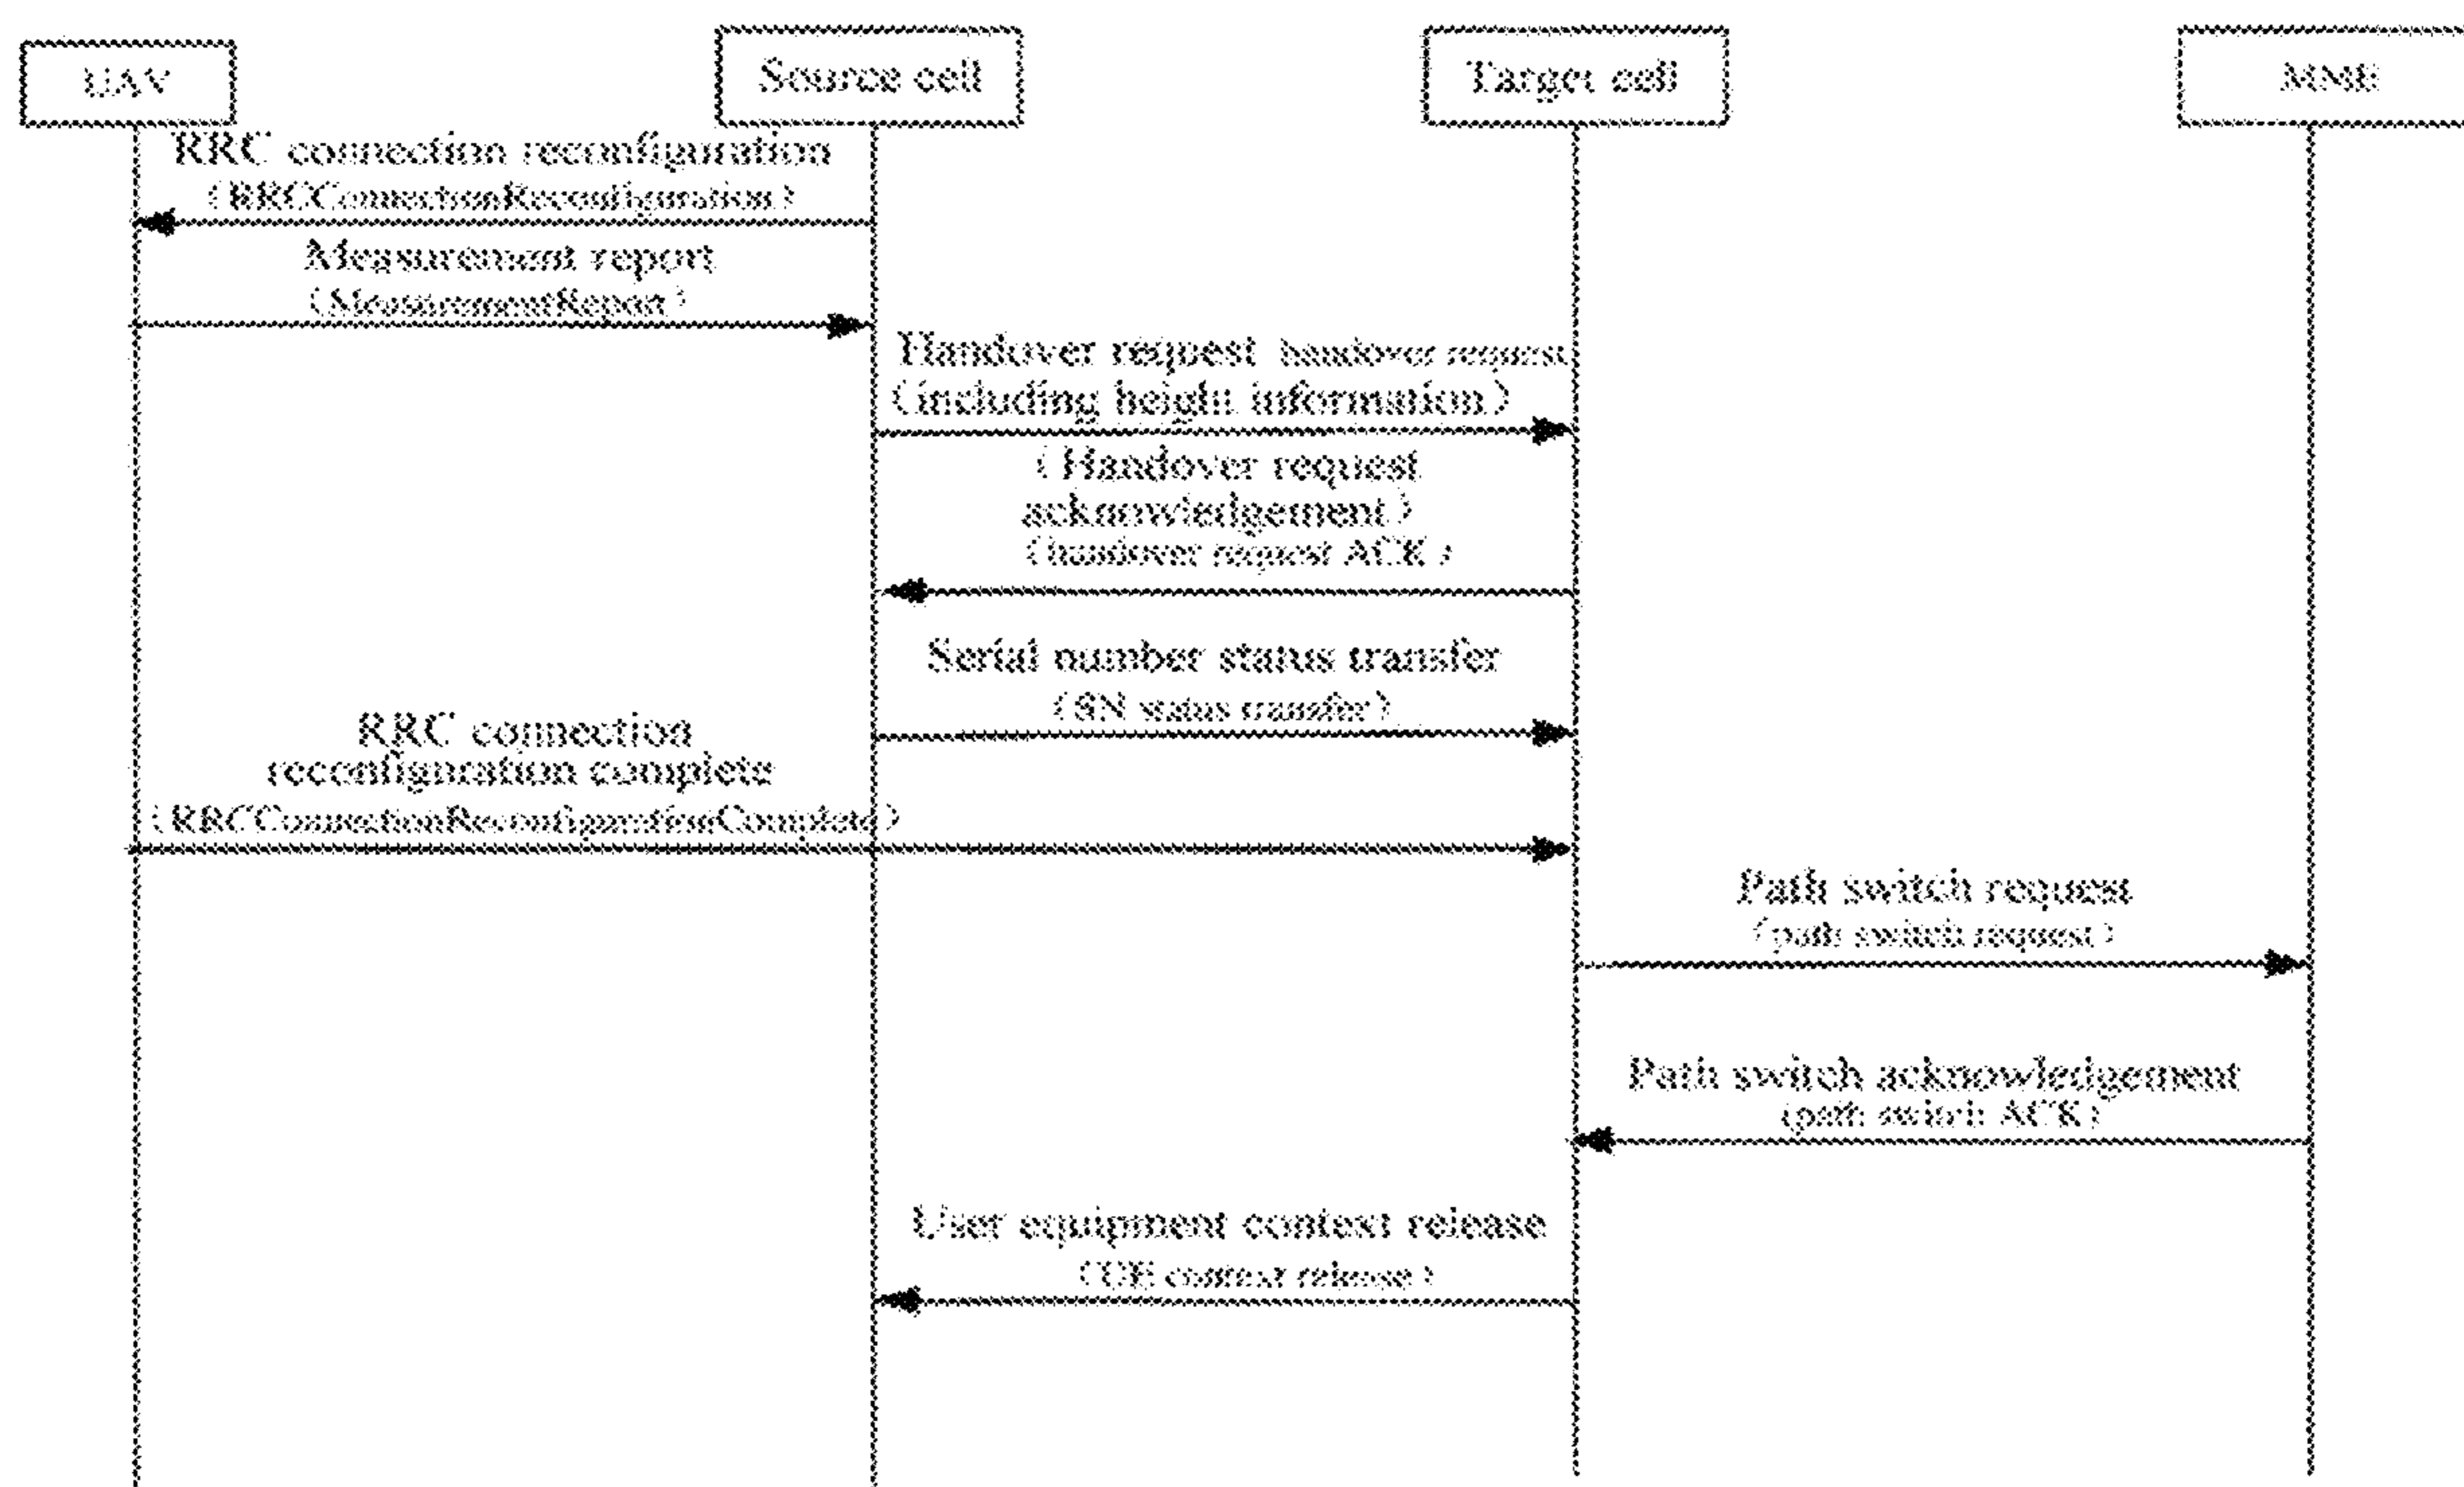 UAV
Source cell
Target cell
MME
RRC connection reconfiguration
(RRCConnectionReconfiguration)
Measurement report
(MeasurementReport)
Handover request handover request
(including height information)
(Handover request
acknowledgement)
(handover request ACK)
Serial number status transfer
(SN status transfer)
RRC connection
reconfiguration complete
(RRCConnectionReconfigurationComplete)
Path switch request
(path switch request)
Path switch acknowledgement
(path switch ACK)
User equipment context release
(UE context release)